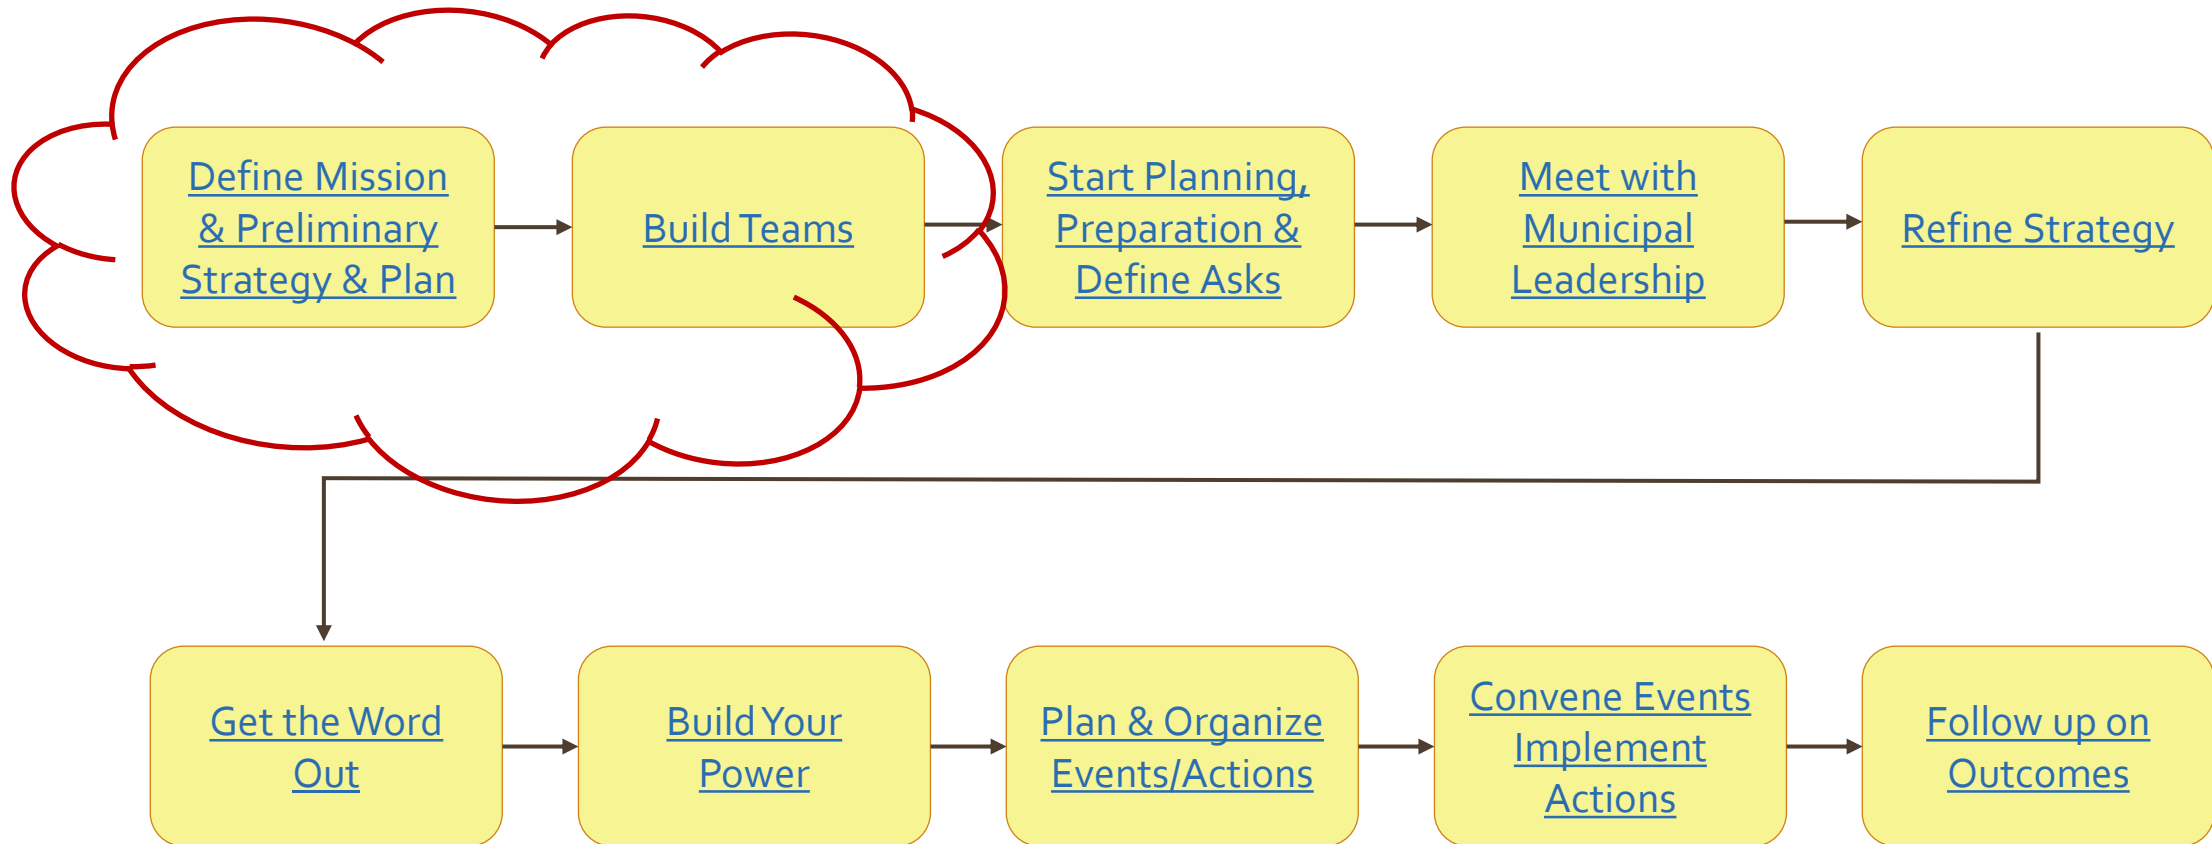 Define Mission
& Preliminary
Strategy & Plan
Build Teams
Start Planning,
Preparation &
Define Asks
Meet with
Municipal
Leadership
Refine Strategy
Get the Word
Out
Build Your
Power
Plan & Organize
Events/Actions
Convene Events
Implement
Actions
Follow up on
Outcomes